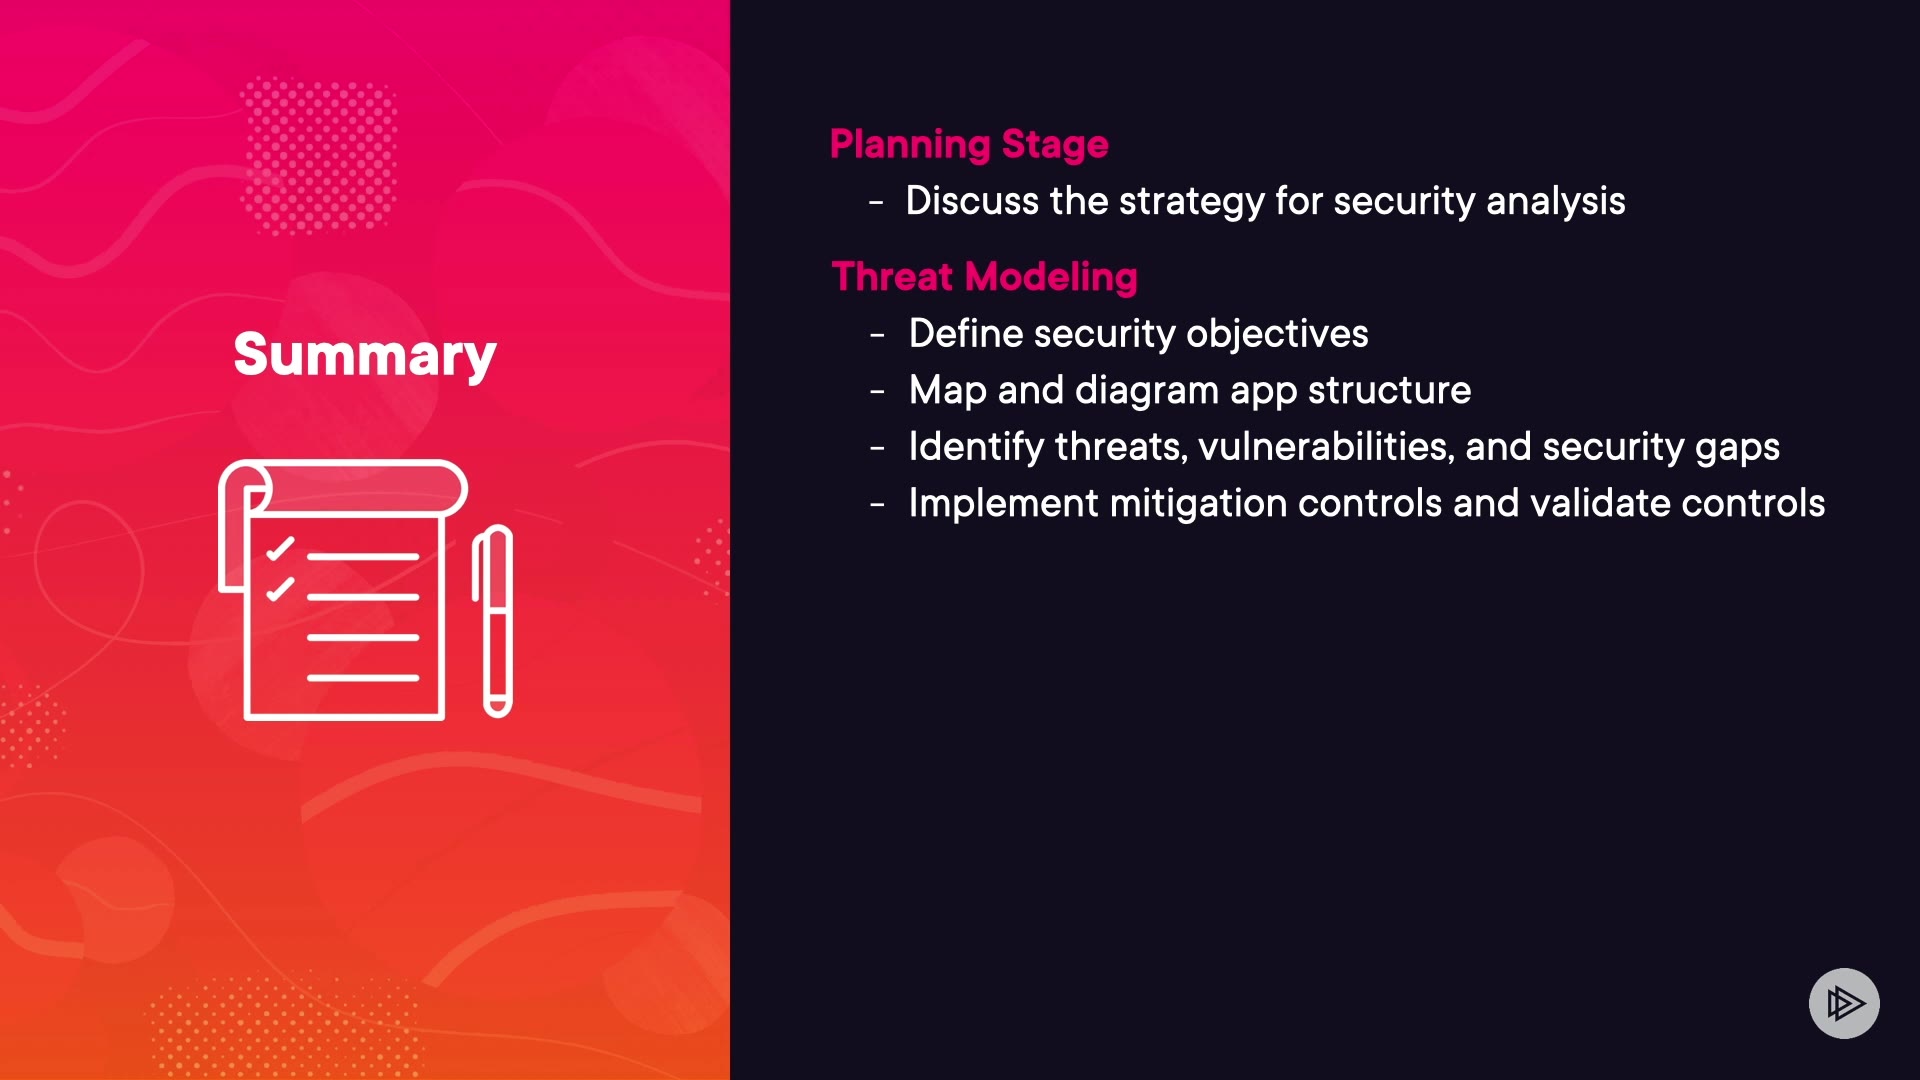 Summary
Planning Stage
- Discuss the strategy for security analysis
Threat Modeling
- Define security objectives
- Map and diagram app structure
- Identify threats, vulnerabilities, and security gaps
- Implement mitigation controls and validate controls